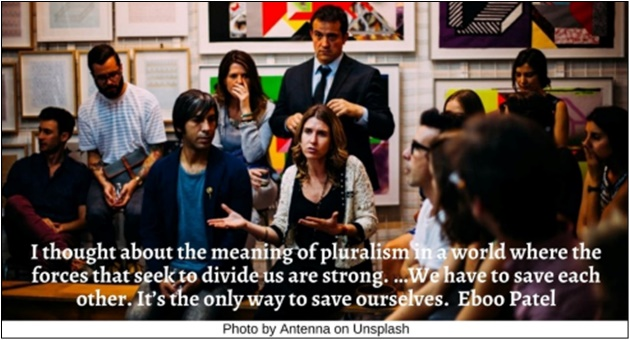 I thought about the meaning of pluralism in a world where the
forces that seek to divide us are strong. ...We have to save each
other. It’s the only way to save ourselves.  Eboo Patel
Photo by Antenna on Unsplash